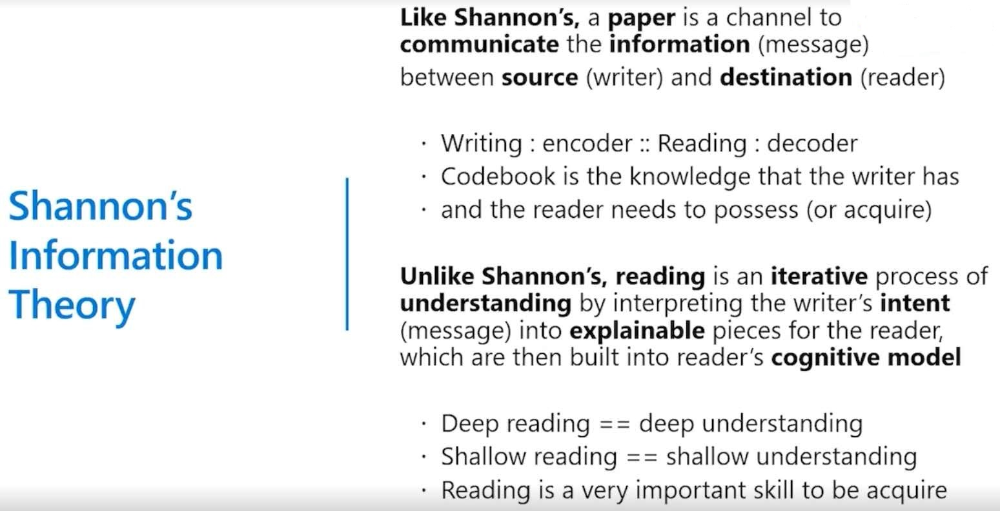 Shannon's
Information
Theory
Like Shannon's, a paper is a channel to
communicate the information (message)
between source (writer) and destination (reader)
· Writing : encoder :: Reading : decoder
· Codebook is the knowledge that the writer has
· and the reader needs to possess (or acquire)
Unlike Shannon's, reading is an iterative process of
understanding by interpreting the writer's intent
(message) into explainable pieces for the reader,
which are then built into reader's cognitive model
· Deep reading == deep understanding
· Shallow reading == shallow understanding
· Reading is a very important skill to be acquire